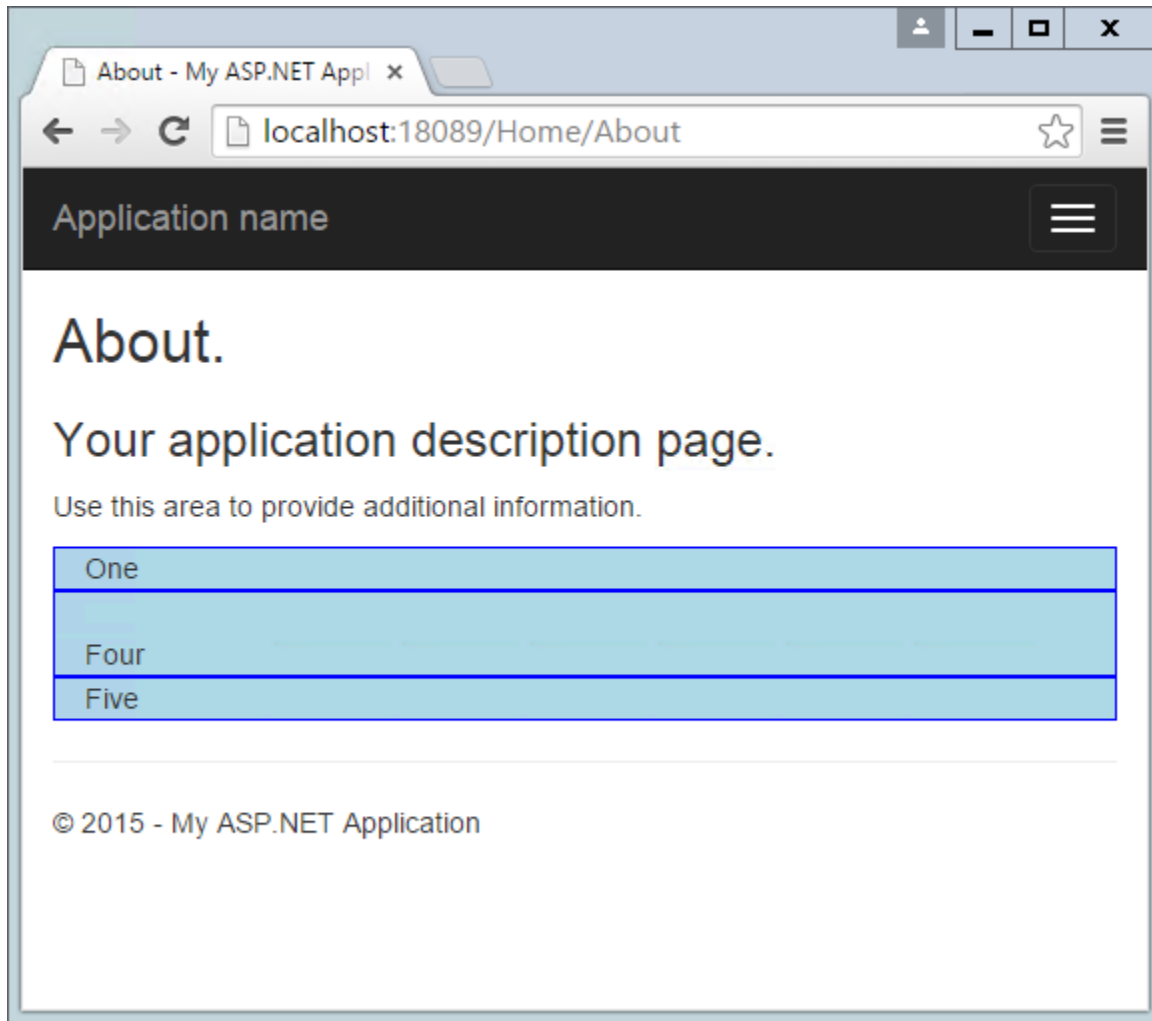 About - My ASP.NET Appl
localhost:18089/Home/About
Application name
About.
Your application description page.
Use this area to provide additional information.
One
Four
Five
© 2015 - My ASP.NET Application